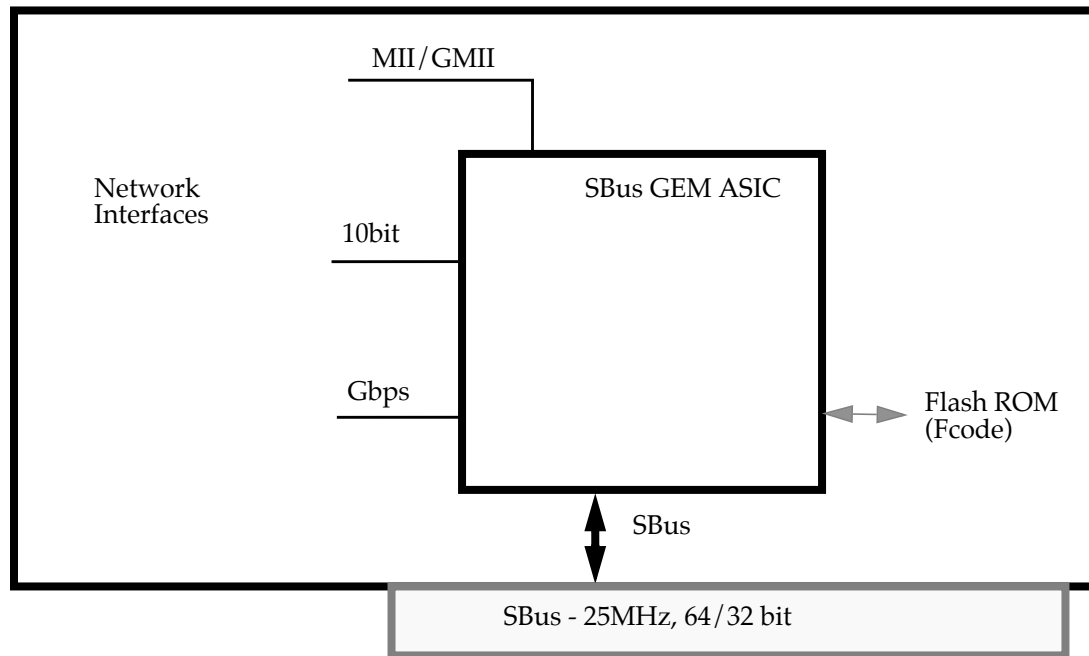 MII/GMII
SBus GEM ASIC
Network
Interfaces
10bit
Gbps
Flash ROM
(Fcode)
SBus
SBus - 25MHz, 64/32 bit